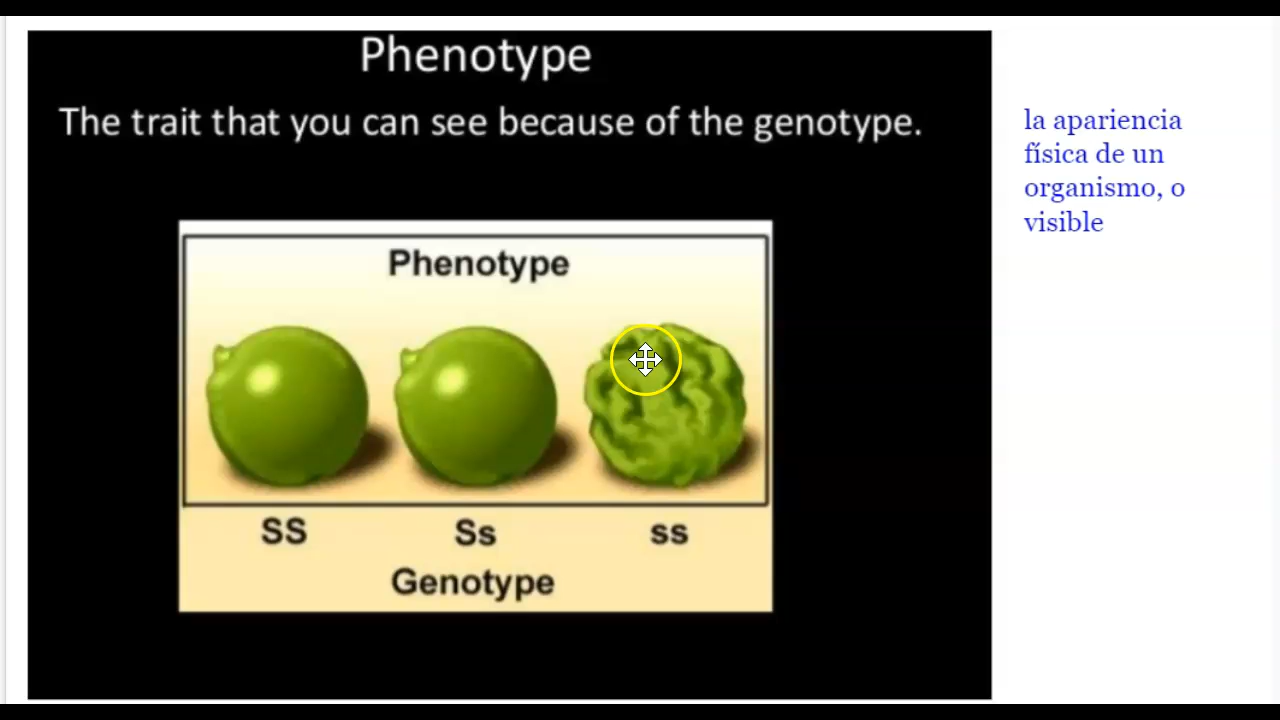 Phenotype
The trait that you can see because of the genotype.
Phenotype
SS
Ss
ss
Genotype
la apariencia
física de un
organismo, o
visible